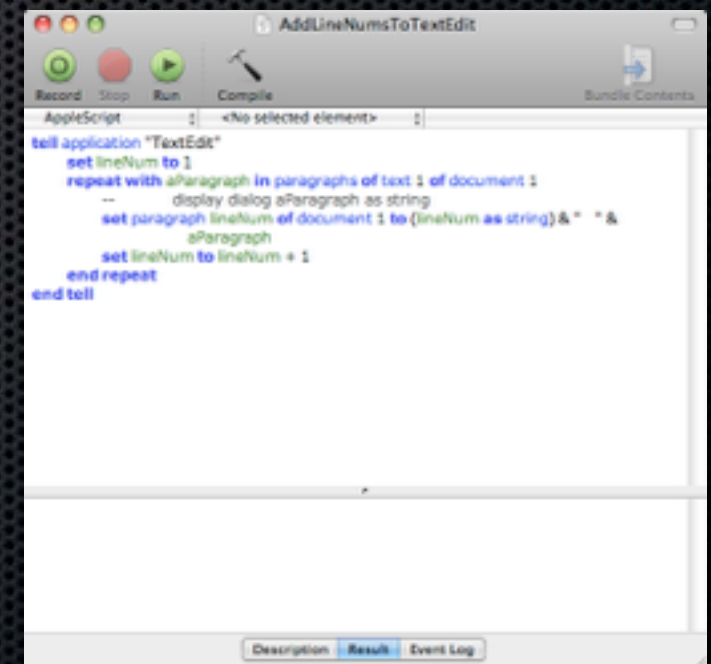 AddLineNumsToTextEdit
Record Stop Run Compile Bundle Contents
AppleScript <No selected element>
tell application "TextEdit"
set lineNum to 1
repeat with aParagraph in paragraphs of text 1 of document 1
-- display dialog aParagraph as string
set paragraph lineNum of document 1 to (lineNum as string) & "  " &
aParagraph
set lineNum to lineNum + 1
end repeat
end tell
Description Result Event Log